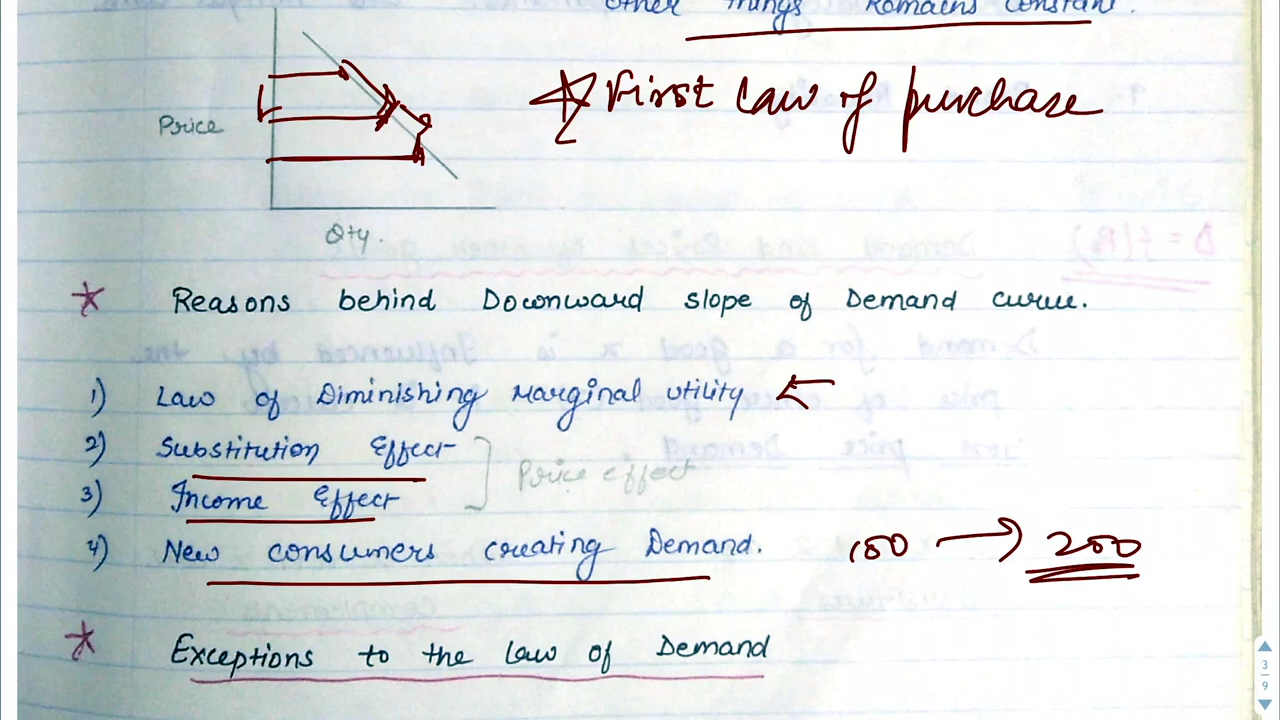 other things Remains constant.
First Law of purchase
Price
Qty.
Reasons behind Downward slope of Demand curve.
1) Law of Diminishing Marginal utility
2) Substitution Effect
3) Income Effect
Price effect
4) New consumers creating Demand. 100 → 200
Exceptions to the law of Demand
3
9